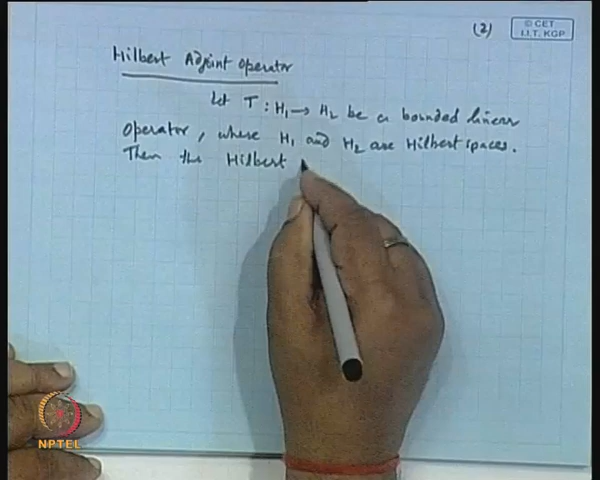 (2)
© CET
I.I.T. KGP
Hilbert Adjoint Operator
Let T : H₁ → H₂ be a bounded linear
operator, where H₁ and H₂ are Hilbert spaces.
Then the Hilbert
NPTEL